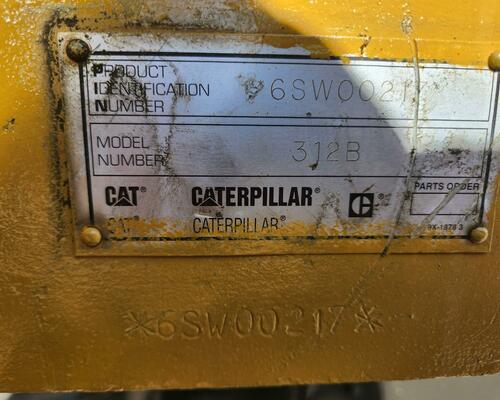 PRODUCT
IDENTIFICATION
NUMBER
6SW00217
MODEL
NUMBER
312B
CAT® CATERPILLAR® C
PARTS ORDER
CAT® CATERPILLAR®
*6SW00217*